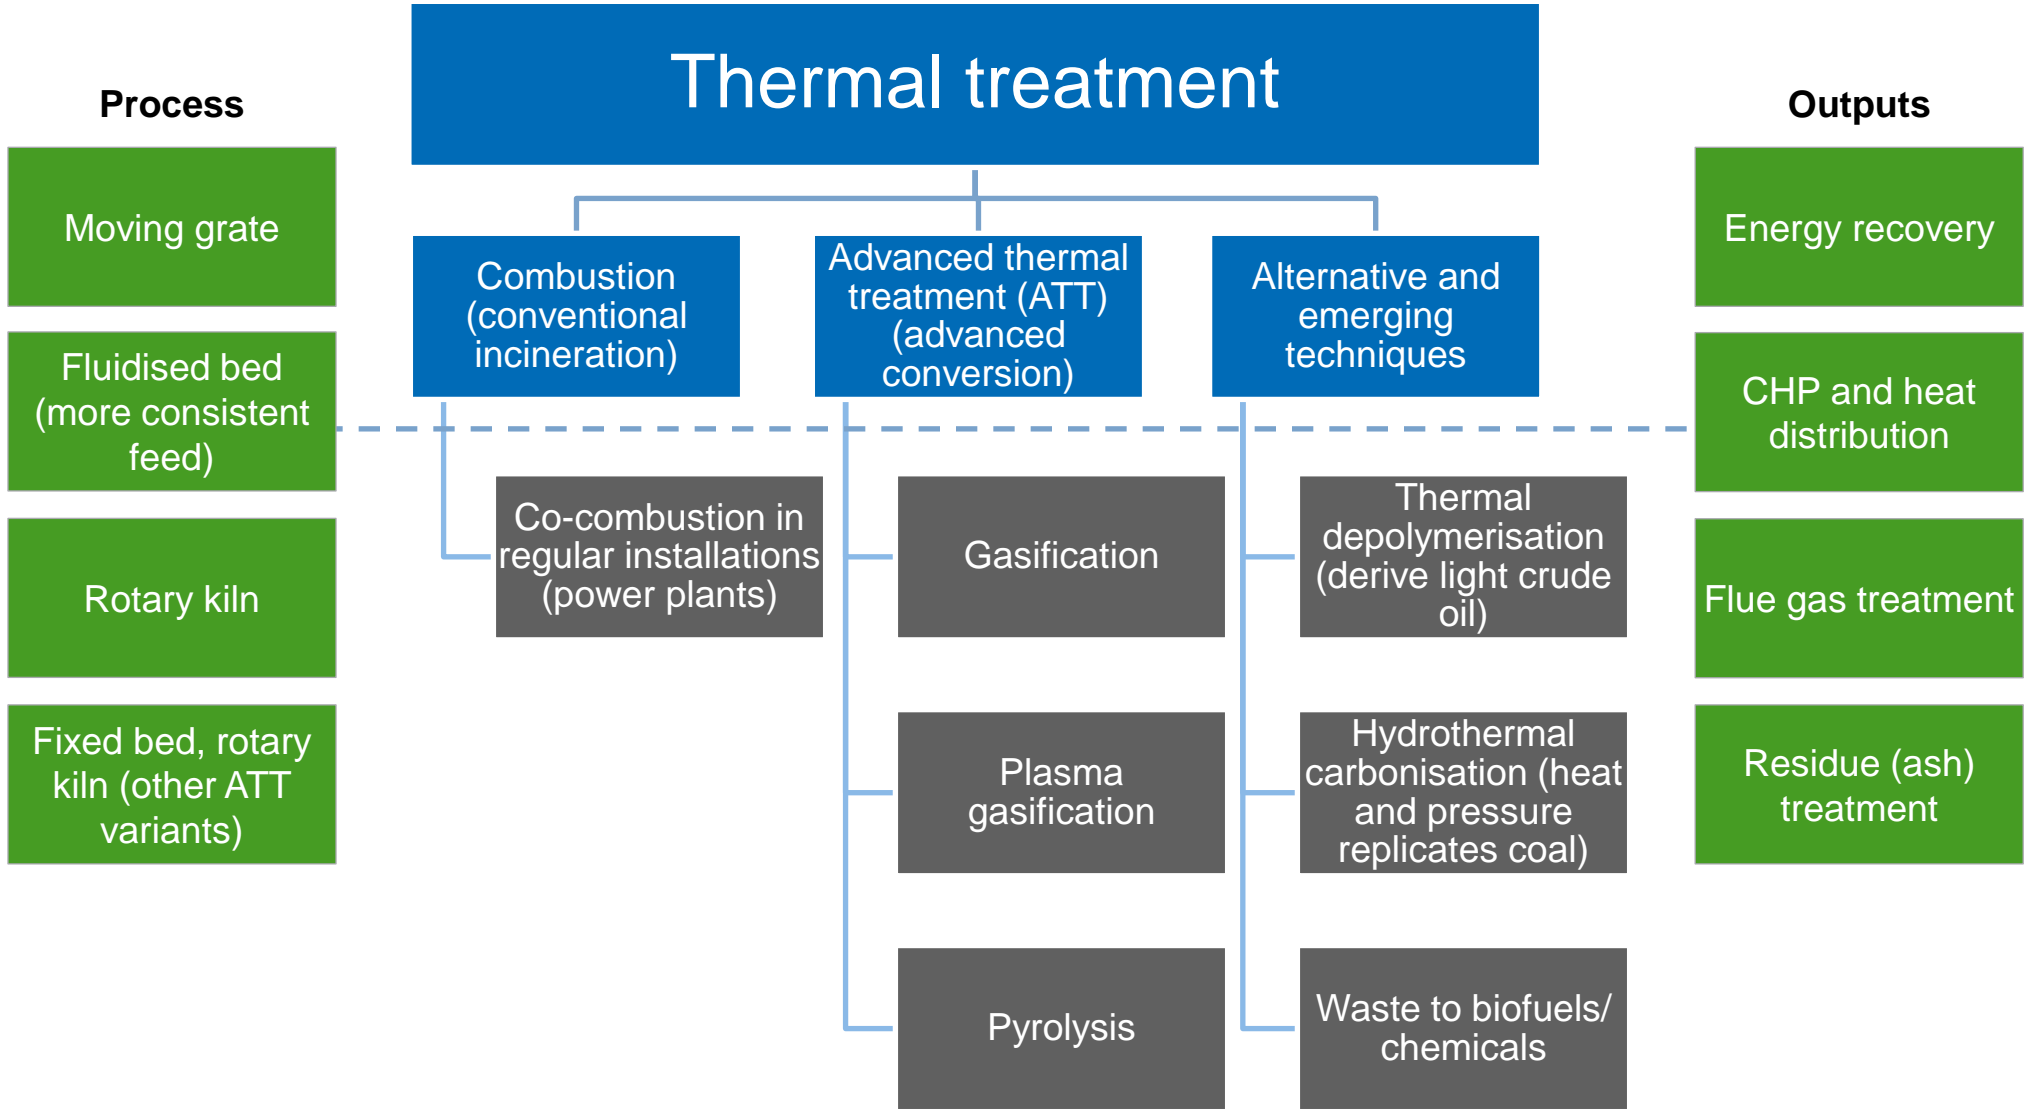 Thermal treatment
Process
Moving grate
Fluidised bed
(more consistent
feed)
Rotary kiln
Fixed bed, rotary
kiln (other ATT
variants)
Combustion
(conventional
incineration)
Co-combustion in
regular installations
(power plants)
Advanced thermal
treatment (ATT)
(advanced
conversion)
Gasification
Plasma
gasification
Pyrolysis
Alternative and
emerging
techniques
Thermal
depolymerisation
(derive light crude
oil)
Hydrothermal
carbonisation (heat
and pressure
replicates coal)
Waste to biofuels/
chemicals
Outputs
Energy recovery
CHP and heat
distribution
Flue gas treatment
Residue (ash)
treatment